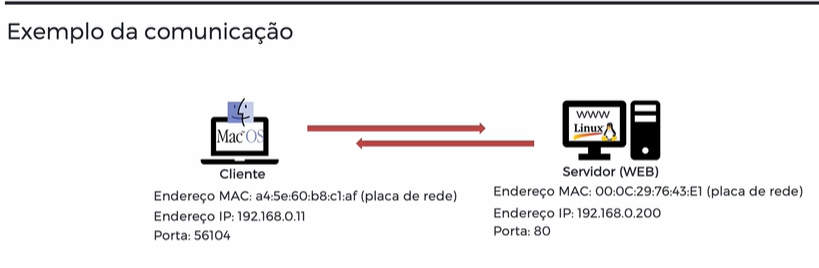 Exemplo da comunicação
Mac OS
www
Linux
Cliente
Servidor (WEB)
Endereço MAC: a4:5e:60:b8:c1:af (placa de rede)
Endereço IP: 192.168.0.11
Porta: 56104
Endereço MAC: 00:0C:29:76:43:E1 (placa de rede)
Endereço IP: 192.168.0.200
Porta: 80